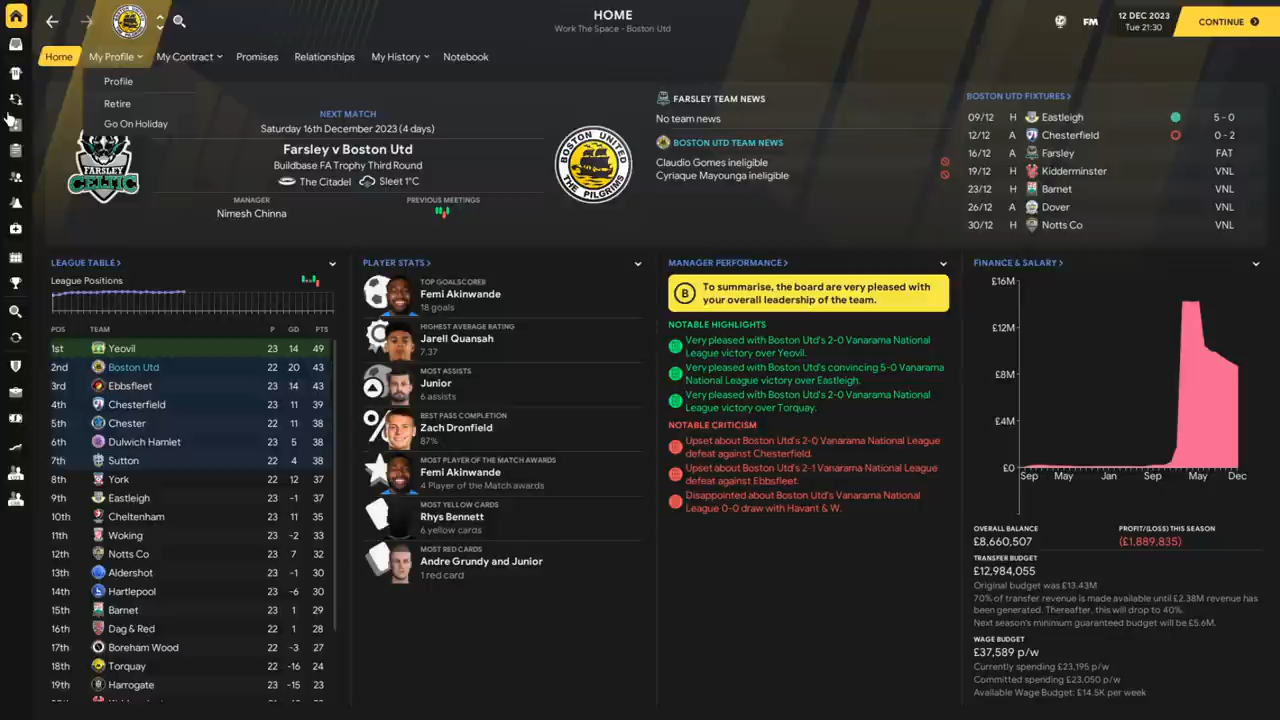 HOME
Work The Space - Boston Utd
FM
12 DEC 2023
Tue 21:30
CONTINUE
Home
My Profile
My Contract
Promises
Relationships
My History
Notebook
Profile
Retire
Go On Holiday
NEXT MATCH
Saturday 16th December 2023 (4 days)
Farsley v Boston Utd
Buildbase FA Trophy Third Round
The Citadel
Sleet 1°C
MANAGER
Nimesh Chinna
PREVIOUS MEETINGS
FARSLEY CELTIC
BOSTON UNITED
THE PILGRIMS
FARSLEY TEAM NEWS
No team news
BOSTON UTD TEAM NEWS
Claudio Gomes ineligible
Cyriaque Mayounga ineligible
BOSTON UTD FIXTURES >
09/12 H Eastleigh 5 - 0
12/12 A Chesterfield 0 - 2
16/12 A Farsley FAT
19/12 H Kidderminster VNL
23/12 H Barnet VNL
26/12 A Dover VNL
30/12 H Notts Co VNL
LEAGUE TABLE >
League Positions
POS TEAM P GD PTS
1st Yeovil 23 14 49
2nd Boston Utd 22 20 43
3rd Ebbsfleet 23 14 43
4th Chesterfield 23 11 39
5th Chester 22 11 38
6th Dulwich Hamlet 23 5 38
7th Sutton 22 4 38
8th York 22 12 37
9th Eastleigh 23 -1 37
10th Cheltenham 23 11 35
11th Woking 23 -2 33
12th Notts Co 23 7 32
13th Aldershot 23 -1 30
14th Hartlepool 23 -6 30
15th Barnet 23 1 29
16th Dag & Red 22 1 28
17th Boreham Wood 22 -3 27
18th Torquay 22 -16 24
19th Harrogate 23 -15 23
PLAYER STATS >
TOP GOALSCORER
Femi Akinwande
18 goals
HIGHEST AVERAGE RATING
Jarell Quansah
7.37
MOST ASSISTS
Junior
6 assists
BEST PASS COMPLETION
Zach Dronfield
87%
MOST PLAYER OF THE MATCH AWARDS
Femi Akinwande
4 Player of the Match awards
MOST YELLOW CARDS
Rhys Bennett
6 yellow cards
MOST RED CARDS
Andre Grundy and Junior
1 red card
MANAGER PERFORMANCE >
B
To summarise, the board are very pleased with
your overall leadership of the team.
NOTABLE HIGHLIGHTS
Very pleased with Boston Utd's 2-0 Vanarama National
League victory over Yeovil.
Very pleased with Boston Utd's convincing 5-0 Vanarama
National League victory over Eastleigh.
Very pleased with Boston Utd's 2-0 Vanarama National
League victory over Torquay.
NOTABLE CRITICISM
Upset about Boston Utd's 2-0 Vanarama National League
defeat against Chesterfield.
Upset about Boston Utd's 2-1 Vanarama National League
defeat against Ebbsfleet.
Disappointed about Boston Utd's Vanarama National
League 0-0 draw with Havant & W.
FINANCE & SALARY >
£16M
£12M
£8M
£4M
£0
Sep May Jan Sep May Dec
OVERALL BALANCE
£8,660,507
PROFIT/(LOSS) THIS SEASON
(£1,889,835)
TRANSFER BUDGET
£12,984,055
Original budget was £13.43M
70% of transfer revenue is made available until £2.38M revenue has
been generated. Thereafter, this will drop to 40%.
Next season's minimum guaranteed budget will be £5.6M.
WAGE BUDGET
£37,589 p/w
Currently spending £23,195 p/w
Committed spending £23,050 p/w
Available Wage Budget: £14.5K per week